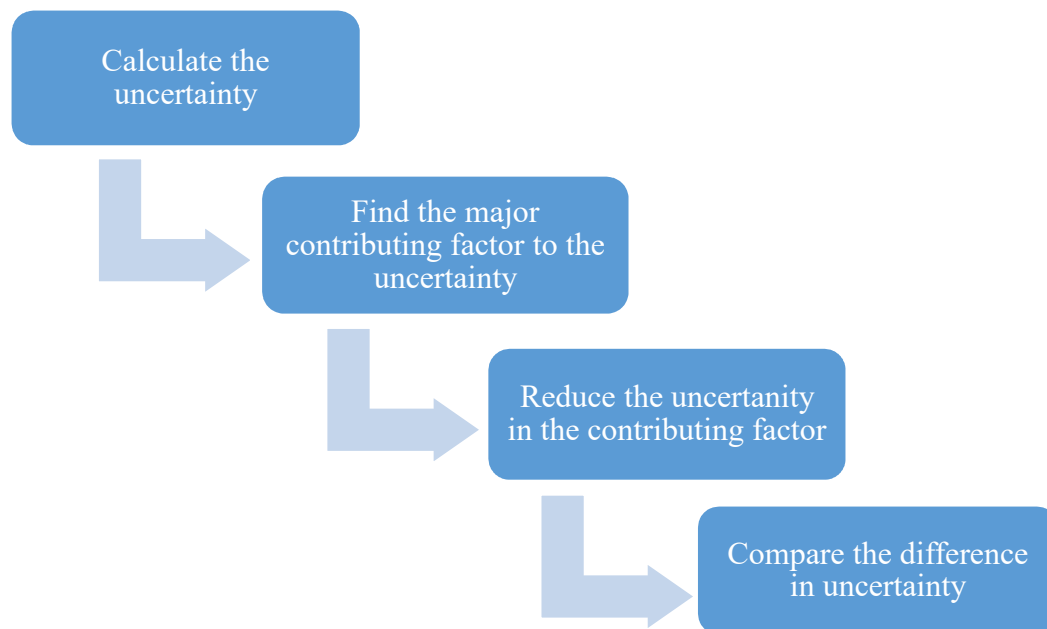 Calculate the
uncertainty
Find the major
contributing factor to the
uncertainty
Reduce the uncertanity
in the contributing factor
Compare the difference
in uncertainty